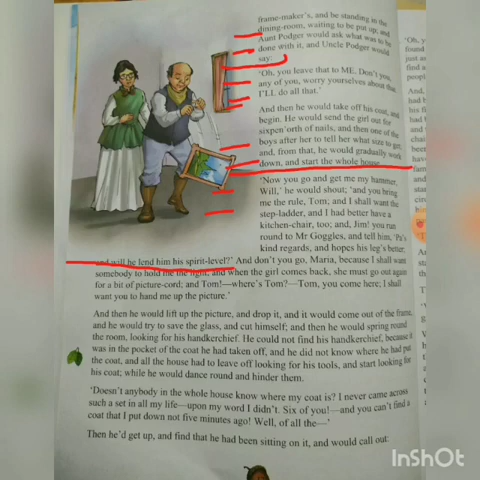 frame-maker's, and be standing in the
dining-room, waiting to be put up; and
Aunt Podger would ask what was to be
done with it, and Uncle Podger would
say:
'Oh, you leave that to ME. Don't you,
any of you, worry yourselves about that.
I'LL do all that.'
And then he would take off his coat, and
begin. He would send the girl out for
sixpen'orth of nails, and then one of the
boys after her to tell her what size to get;
and, from that, he would gradually work
down, and start the whole house.
'Now you go and get me my hammer,
Will,' he would shout; 'and you bring
me the rule, Tom; and I shall want the
step-ladder, and I had better have a
kitchen-chair, too; and, Jim! you run
round to Mr Goggles, and tell him, 'Pa's
kind regards, and hopes his leg's better;
and will he lend him his spirit-level?' And don't you go, Maria, because I shall want
somebody to hold me the light; and when the girl comes back, she must go out again
for a bit of picture-cord; and Tom!—where's Tom?—Tom, you come here; I shall
want you to hand me up the picture.'
And then he would lift up the picture, and drop it, and it would come out of the frame,
and he would try to save the glass, and cut himself; and then he would spring round
the room, looking for his handkerchief. He could not find his handkerchief, because it
was in the pocket of the coat he had taken off, and he did not know where he had put
the coat, and all the house had to leave off looking for his tools, and start looking for
his coat; while he would dance round and hinder them.
'Doesn't anybody in the whole house know where my coat is? I never came across
such a set in all my life—upon my word I didn't. Six of you!—and you can't find a
coat that I put down not five minutes ago! Well, of all the—'
Then he'd get up, and find that he had been sitting on it, and would call out:
InShOt